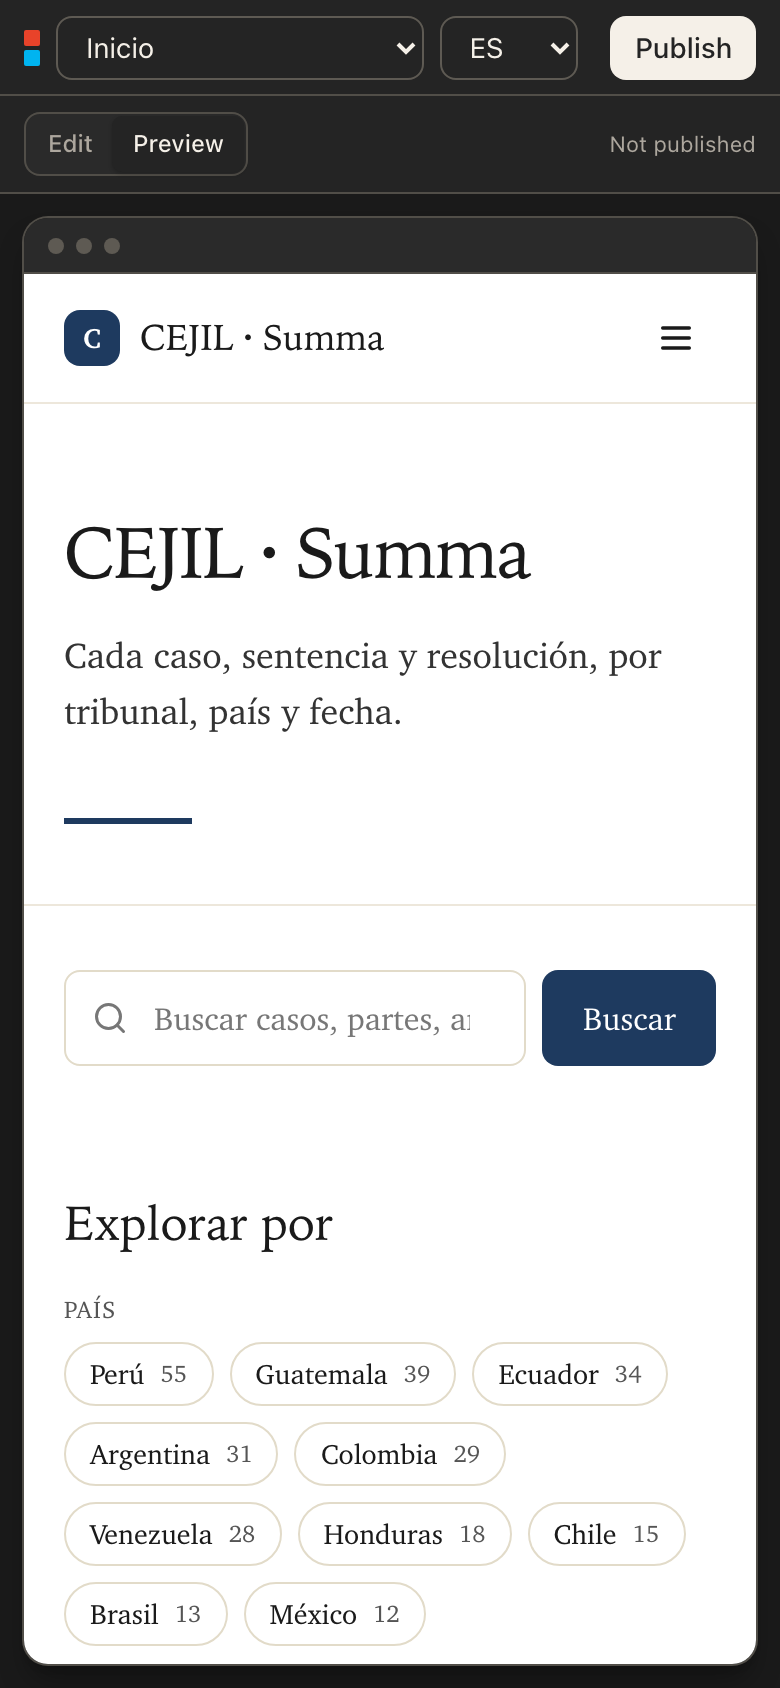 Inicio
ES
Publish
Edit
Preview
Not published
C
CEJIL · Summa
CEJIL · Summa
Cada caso, sentencia y resolución, por
tribunal, país y fecha.
Buscar casos, partes,
Buscar
Explorar por
PAÍS
Perú 55
Guatemala 39
Ecuador 34
Argentina 31
Colombia 29
Venezuela 28
Honduras 18
Chile 15
Brasil 13
México 12